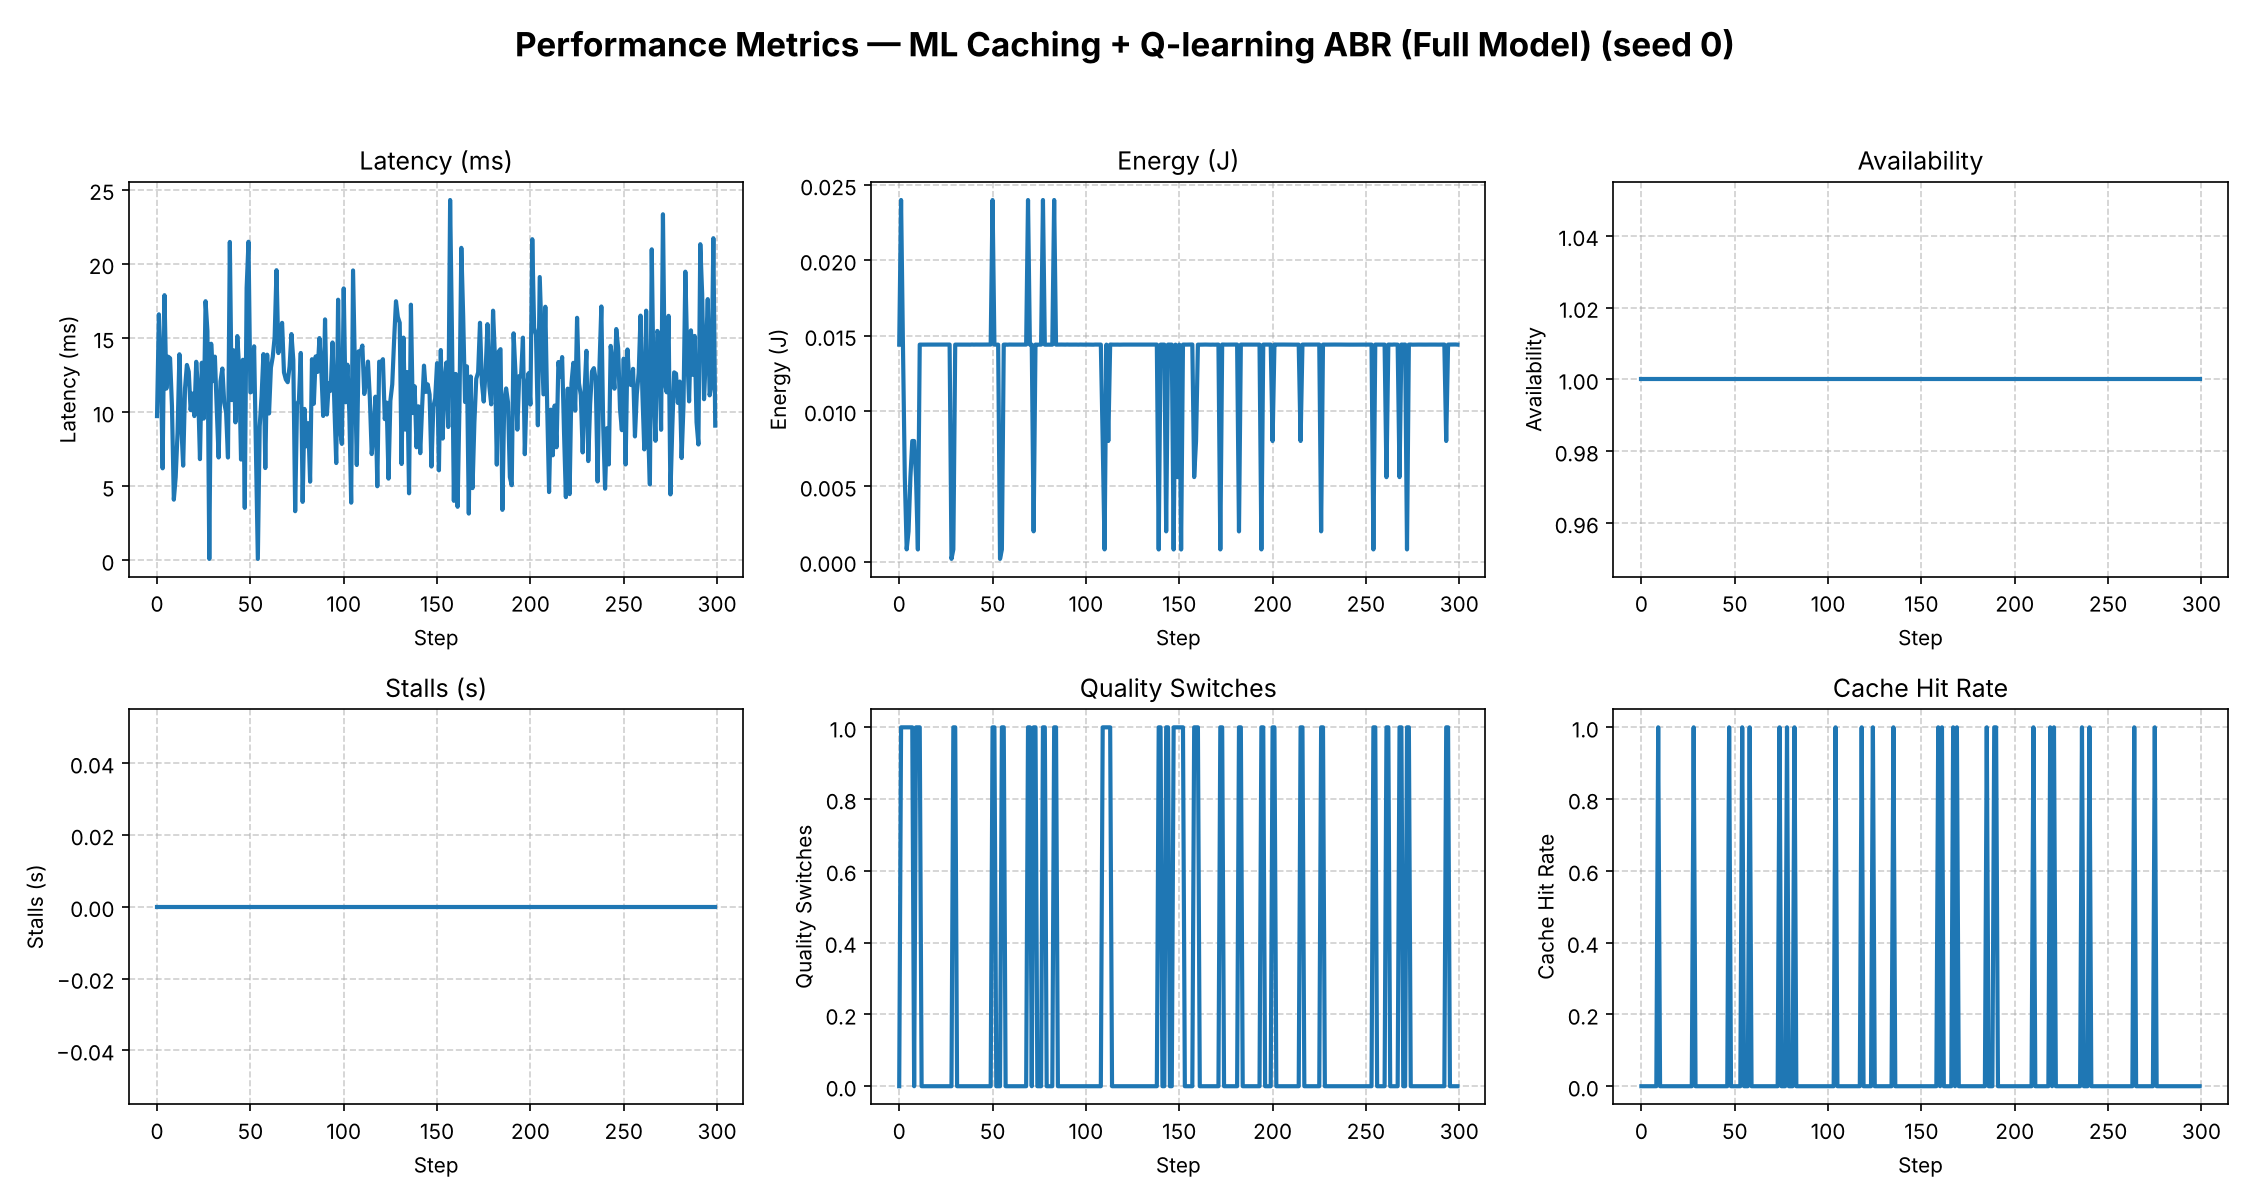 Performance Metrics — ML Caching + Q-learning ABR (Full Model) (seed 0)
Latency (ms)
Latency (ms)
25
20
15
10
5
0
0 50 100 150 200 250 300
Step
Energy (J)
Energy (J)
0.025
0.020
0.015
0.010
0.005
0.000
0 50 100 150 200 250 300
Step
Availability
Availability
1.04
1.02
1.00
0.98
0.96
0 50 100 150 200 250 300
Step
Stalls (s)
Stalls (s)
0.04
0.02
0.00
−0.02
−0.04
0 50 100 150 200 250 300
Step
Quality Switches
Quality Switches
1.0
0.8
0.6
0.4
0.2
0.0
0 50 100 150 200 250 300
Step
Cache Hit Rate
Cache Hit Rate
1.0
0.8
0.6
0.4
0.2
0.0
0 50 100 150 200 250 300
Step